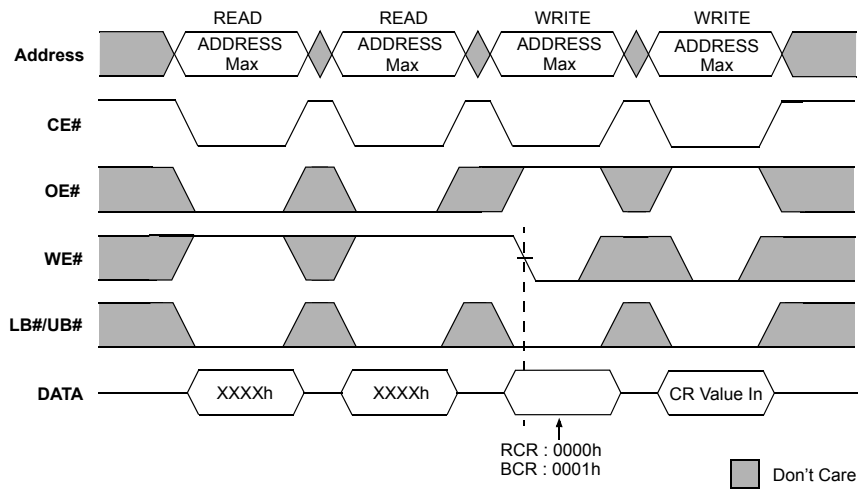 READ READ WRITE WRITE
Address ADDRESS Max ADDRESS Max ADDRESS Max ADDRESS Max
CE#
OE#
WE#
LB#/UB#
DATA XXXXh XXXXh CR Value In
RCR : 0000h
BCR : 0001h
Don't Care